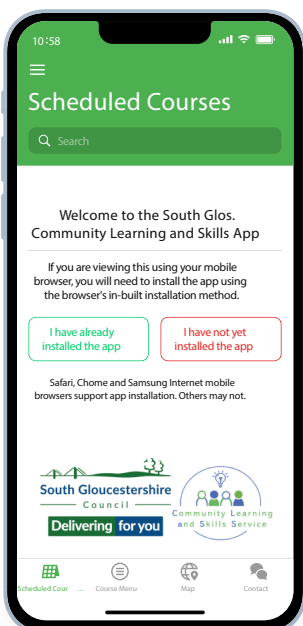 10:58
Scheduled Courses
Search
Welcome to the South Glos.
Community Learning and Skills App
If you are viewing this using your mobile
browser, you will need to install the app using
the browser's in-built installation method.
I have already
installed the app
I have not yet
installed the app
Safari, Chome and Samsung Internet mobile
browsers support app installation. Others may not.
South Gloucestershire
Council
Delivering for you
Community Learning
and Skills Service
Scheduled Cour ...
Course Menu
Map
Contact